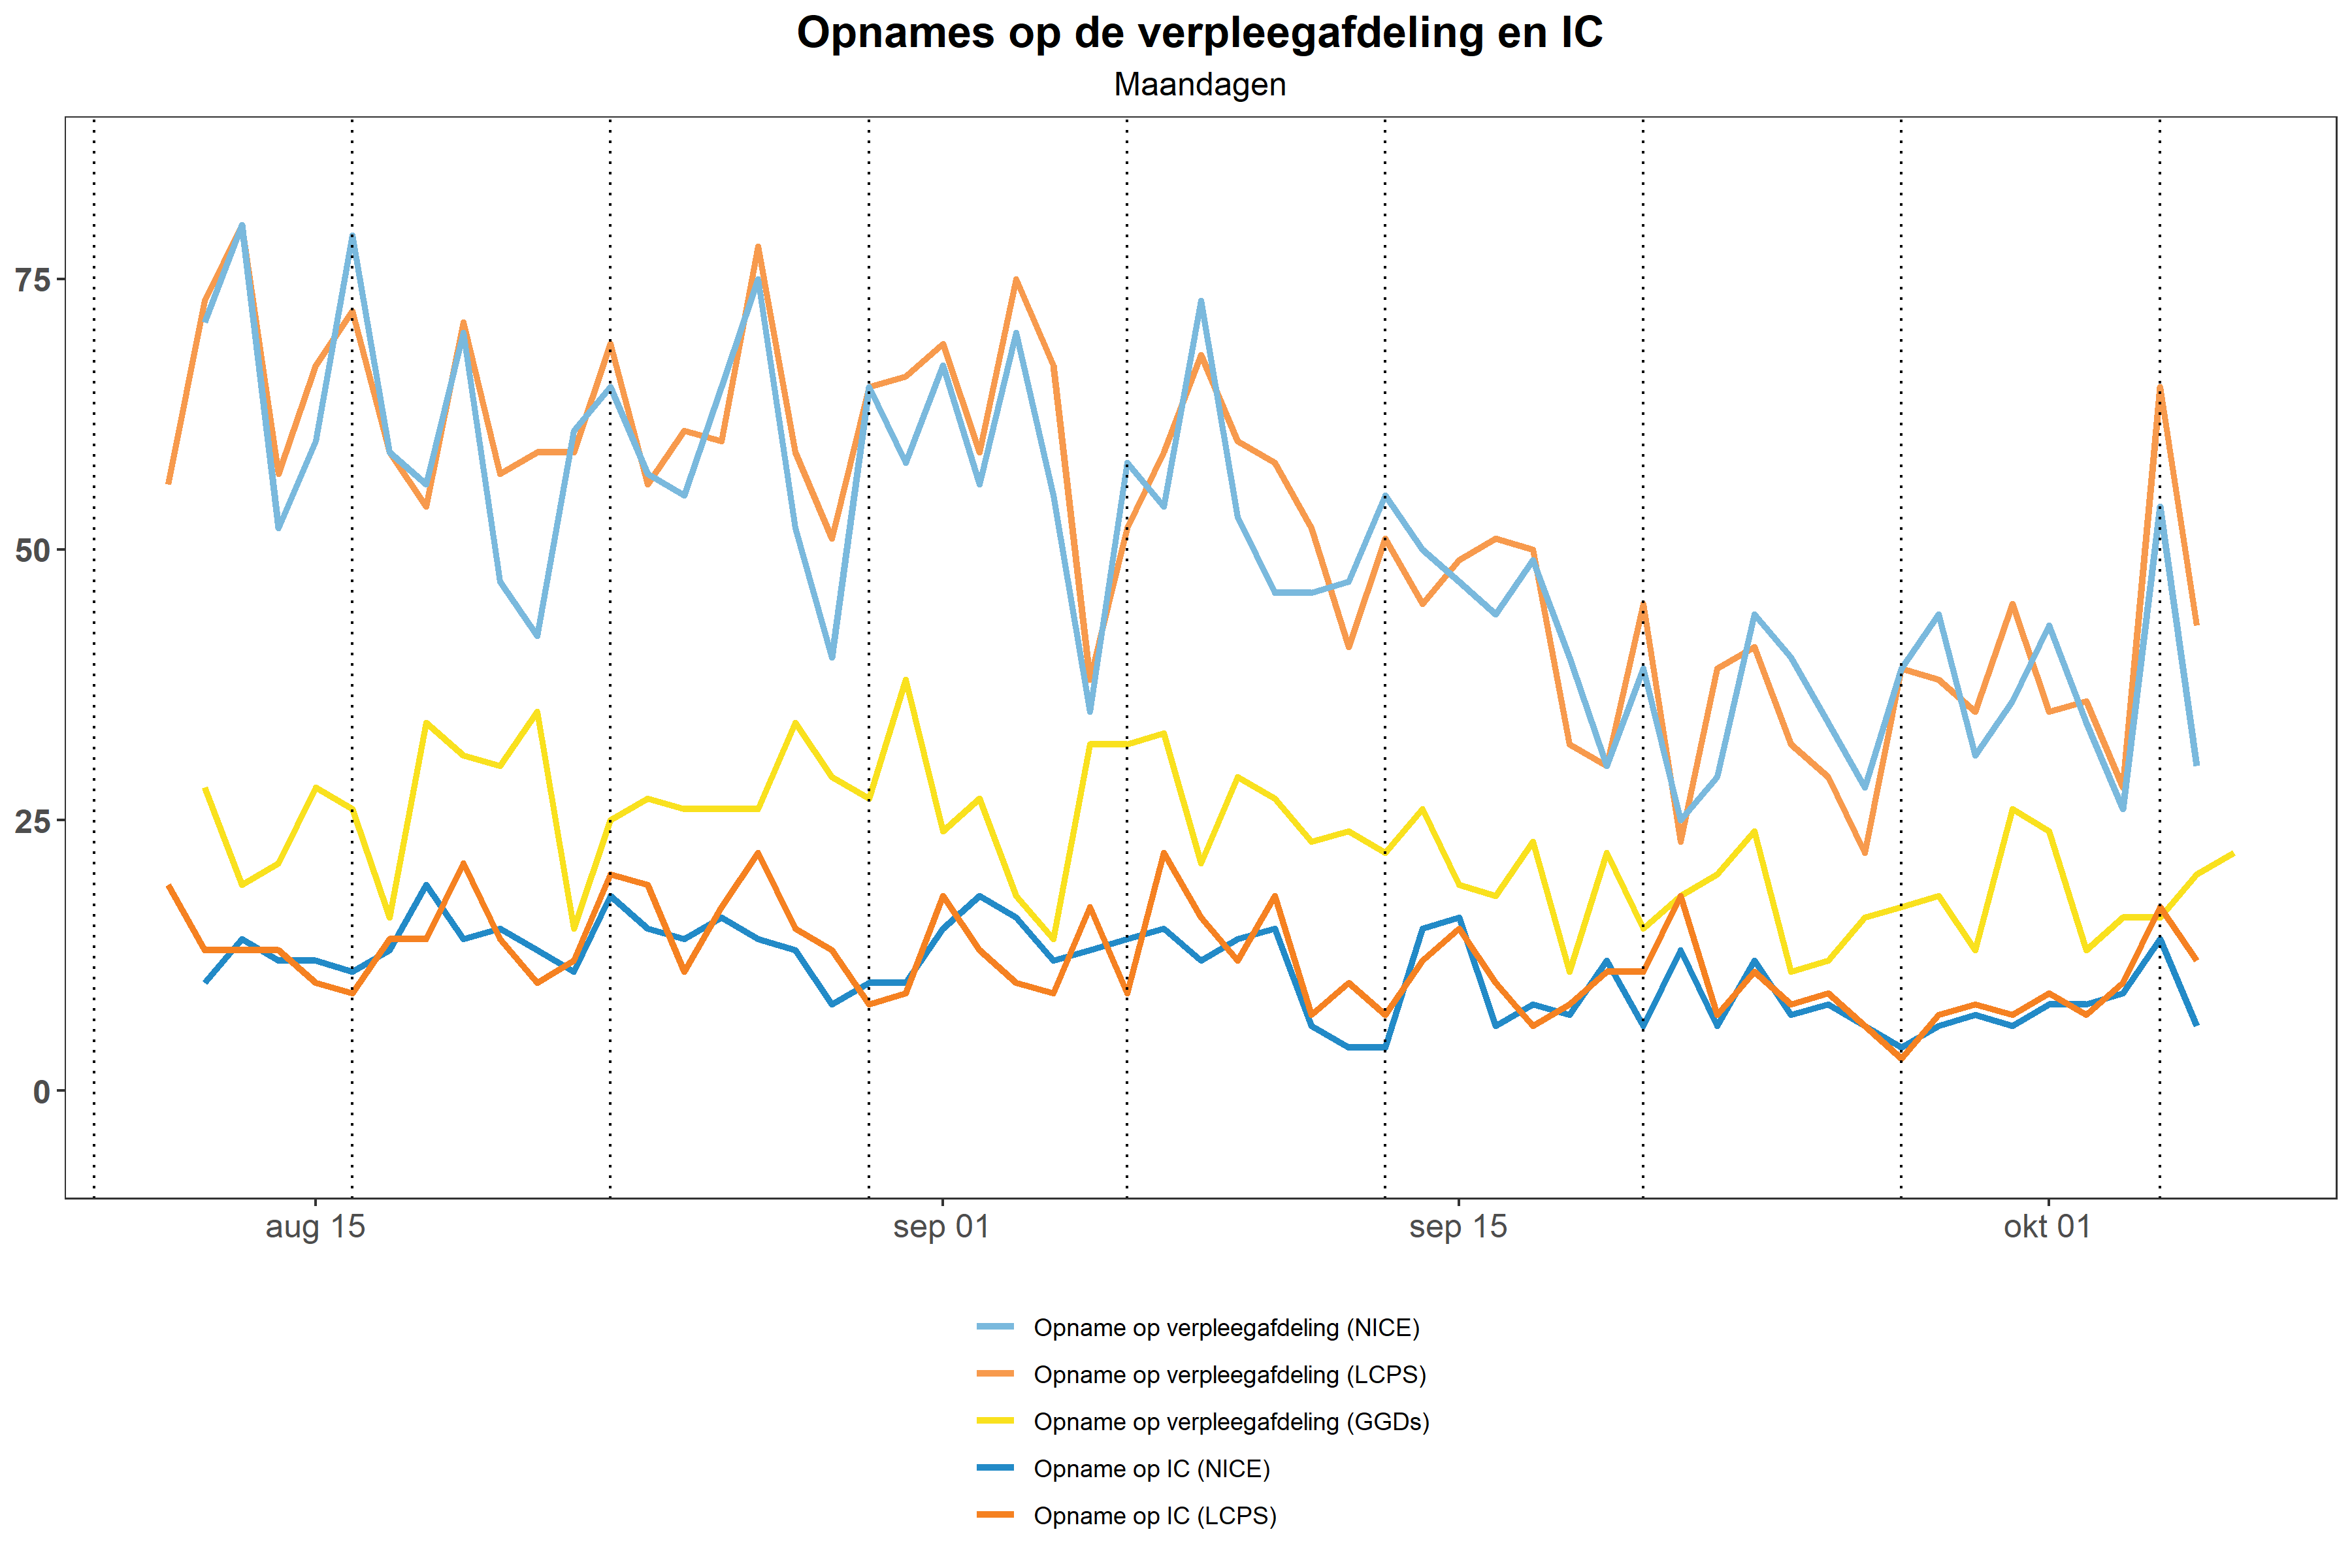 Opnames op de verpleegafdeling en IC
Maandagen
75
50
25
0
aug 15
sep 01
sep 15
okt 01
Opname op verpleegafdeling (NICE)
Opname op verpleegafdeling (LCPS)
Opname op verpleegafdeling (GGDs)
Opname op IC (NICE)
Opname op IC (LCPS)